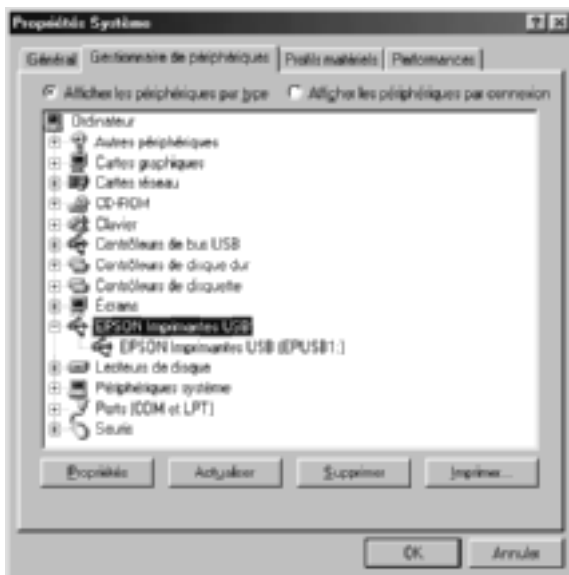 Propriétés Système
Général Gestionnaire de périphériques Profils matériels Performances
Afficher les périphériques par type Afficher les périphériques par connexion
Ordinateur
Autres périphériques
Cartes graphiques
Cartes réseau
CD-ROM
Clavier
Contrôleurs de bus USB
Contrôleurs de disque dur
Contrôleurs de disquette
Écrans
EPSON Imprimantes USB
EPSON Imprimantes USB (EPUSB1:)
Lecteurs de disque
Périphériques système
Ports (COM et LPT)
Souris
Propriétés Actualiser Supprimer Imprimer...
OK Annuler